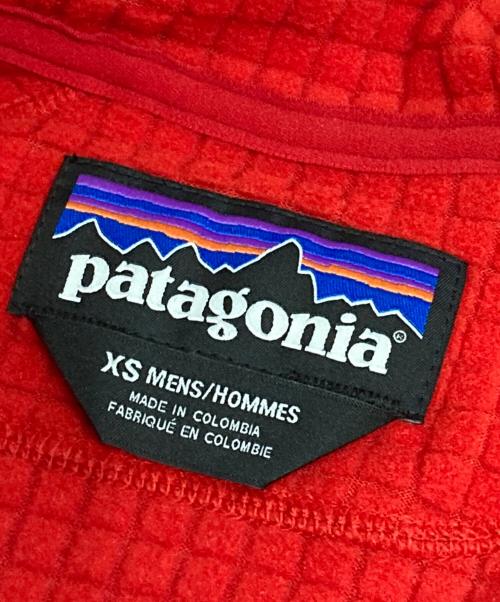 patagonia®
XS MENS/HOMMES
MADE IN COLOMBIA
FABRIQUÉ EN COLOMBIE